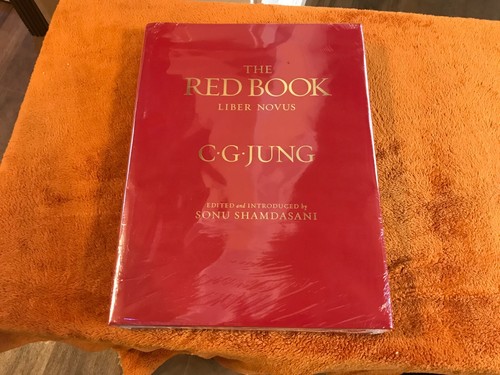 THE
RED BOOK
LIBER NOVUS
C·G·JUNG
EDITED and INTRODUCED by
SONU SHAMDASANI